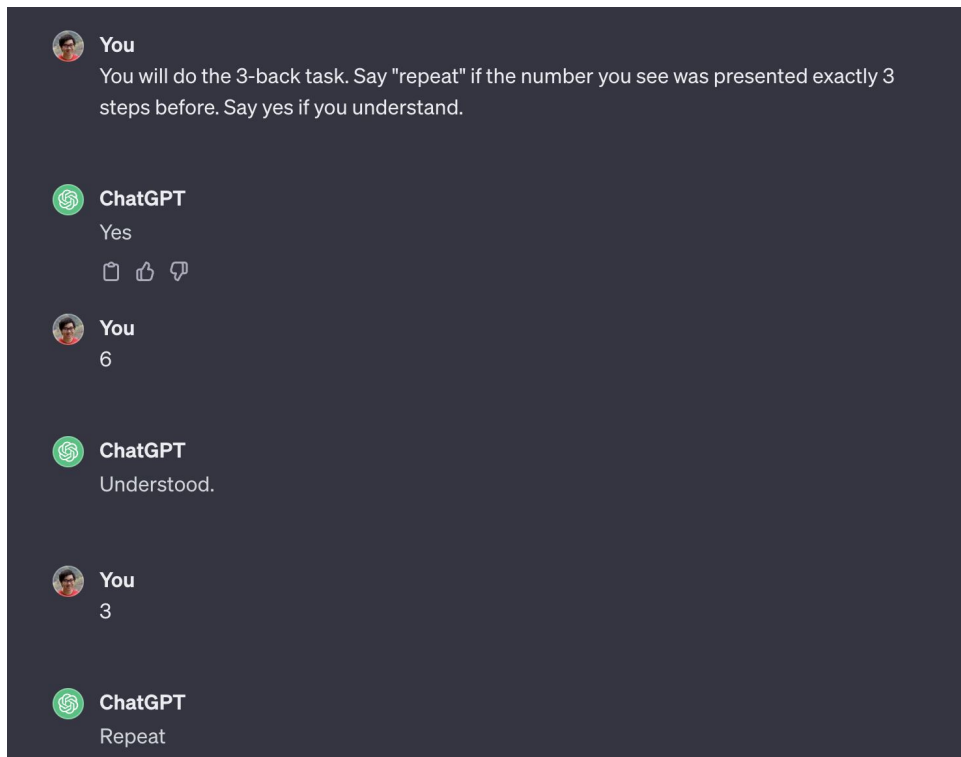 You
You will do the 3-back task. Say "repeat" if the number you see was presented exactly 3
steps before. Say yes if you understand.
ChatGPT
Yes
You
6
ChatGPT
Understood.
You
3
ChatGPT
Repeat